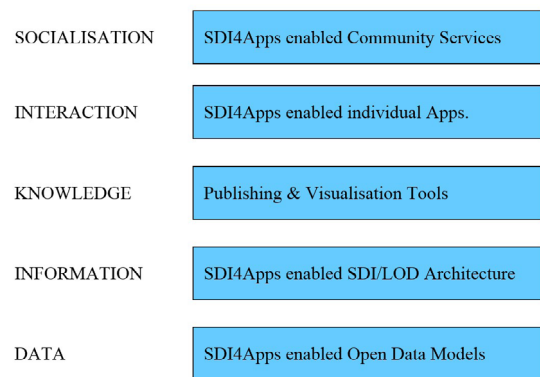 SOCIALISATION SDI4Apps enabled Community Services
INTERACTION SDI4Apps enabled individual Apps.
KNOWLEDGE Publishing & Visualisation Tools
INFORMATION SDI4Apps enabled SDI/LOD Architecture
DATA SDI4Apps enabled Open Data Models